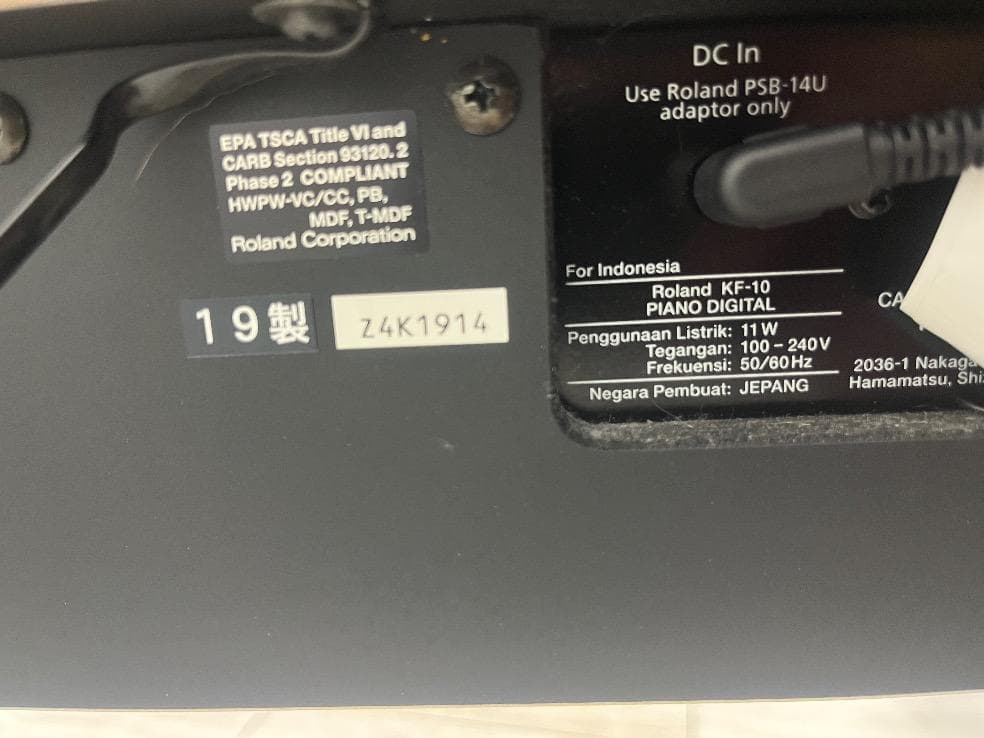 EPA TSCA Title VI and
CARB Section 93120.2
Phase 2 COMPLIANT
HWPW-VC/CC, PB,
MDF, T-MDF
Roland Corporation
19製
Z4K1914
DC In
Use Roland PSB-14U
adaptor only
For Indonesia
Roland KF-10
PIANO DIGITAL
Penggunaan Listrik: 11 W
Tegangan: 100 – 240 V
Frekuensi: 50/60 Hz
Negara Pembuat: JEPANG
CA
2036-1 Nakaga
Hamamatsu, Shi